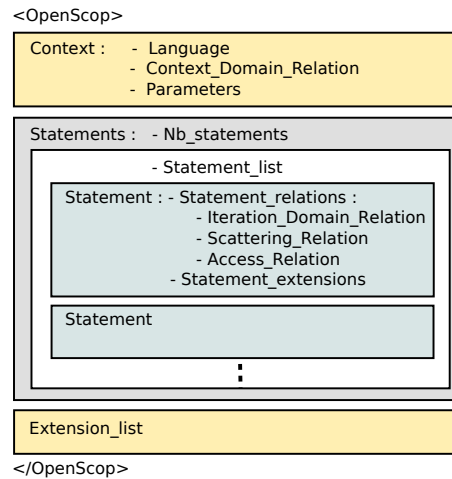 <OpenScop>
Context : - Language
- Context_Domain_Relation
- Parameters
Statements : - Nb_statements
- Statement_list
Statement : - Statement_relations :
- Iteration_Domain_Relation
- Scattering_Relation
- Access_Relation
- Statement_extensions
Statement
Extension_list
</OpenScop>